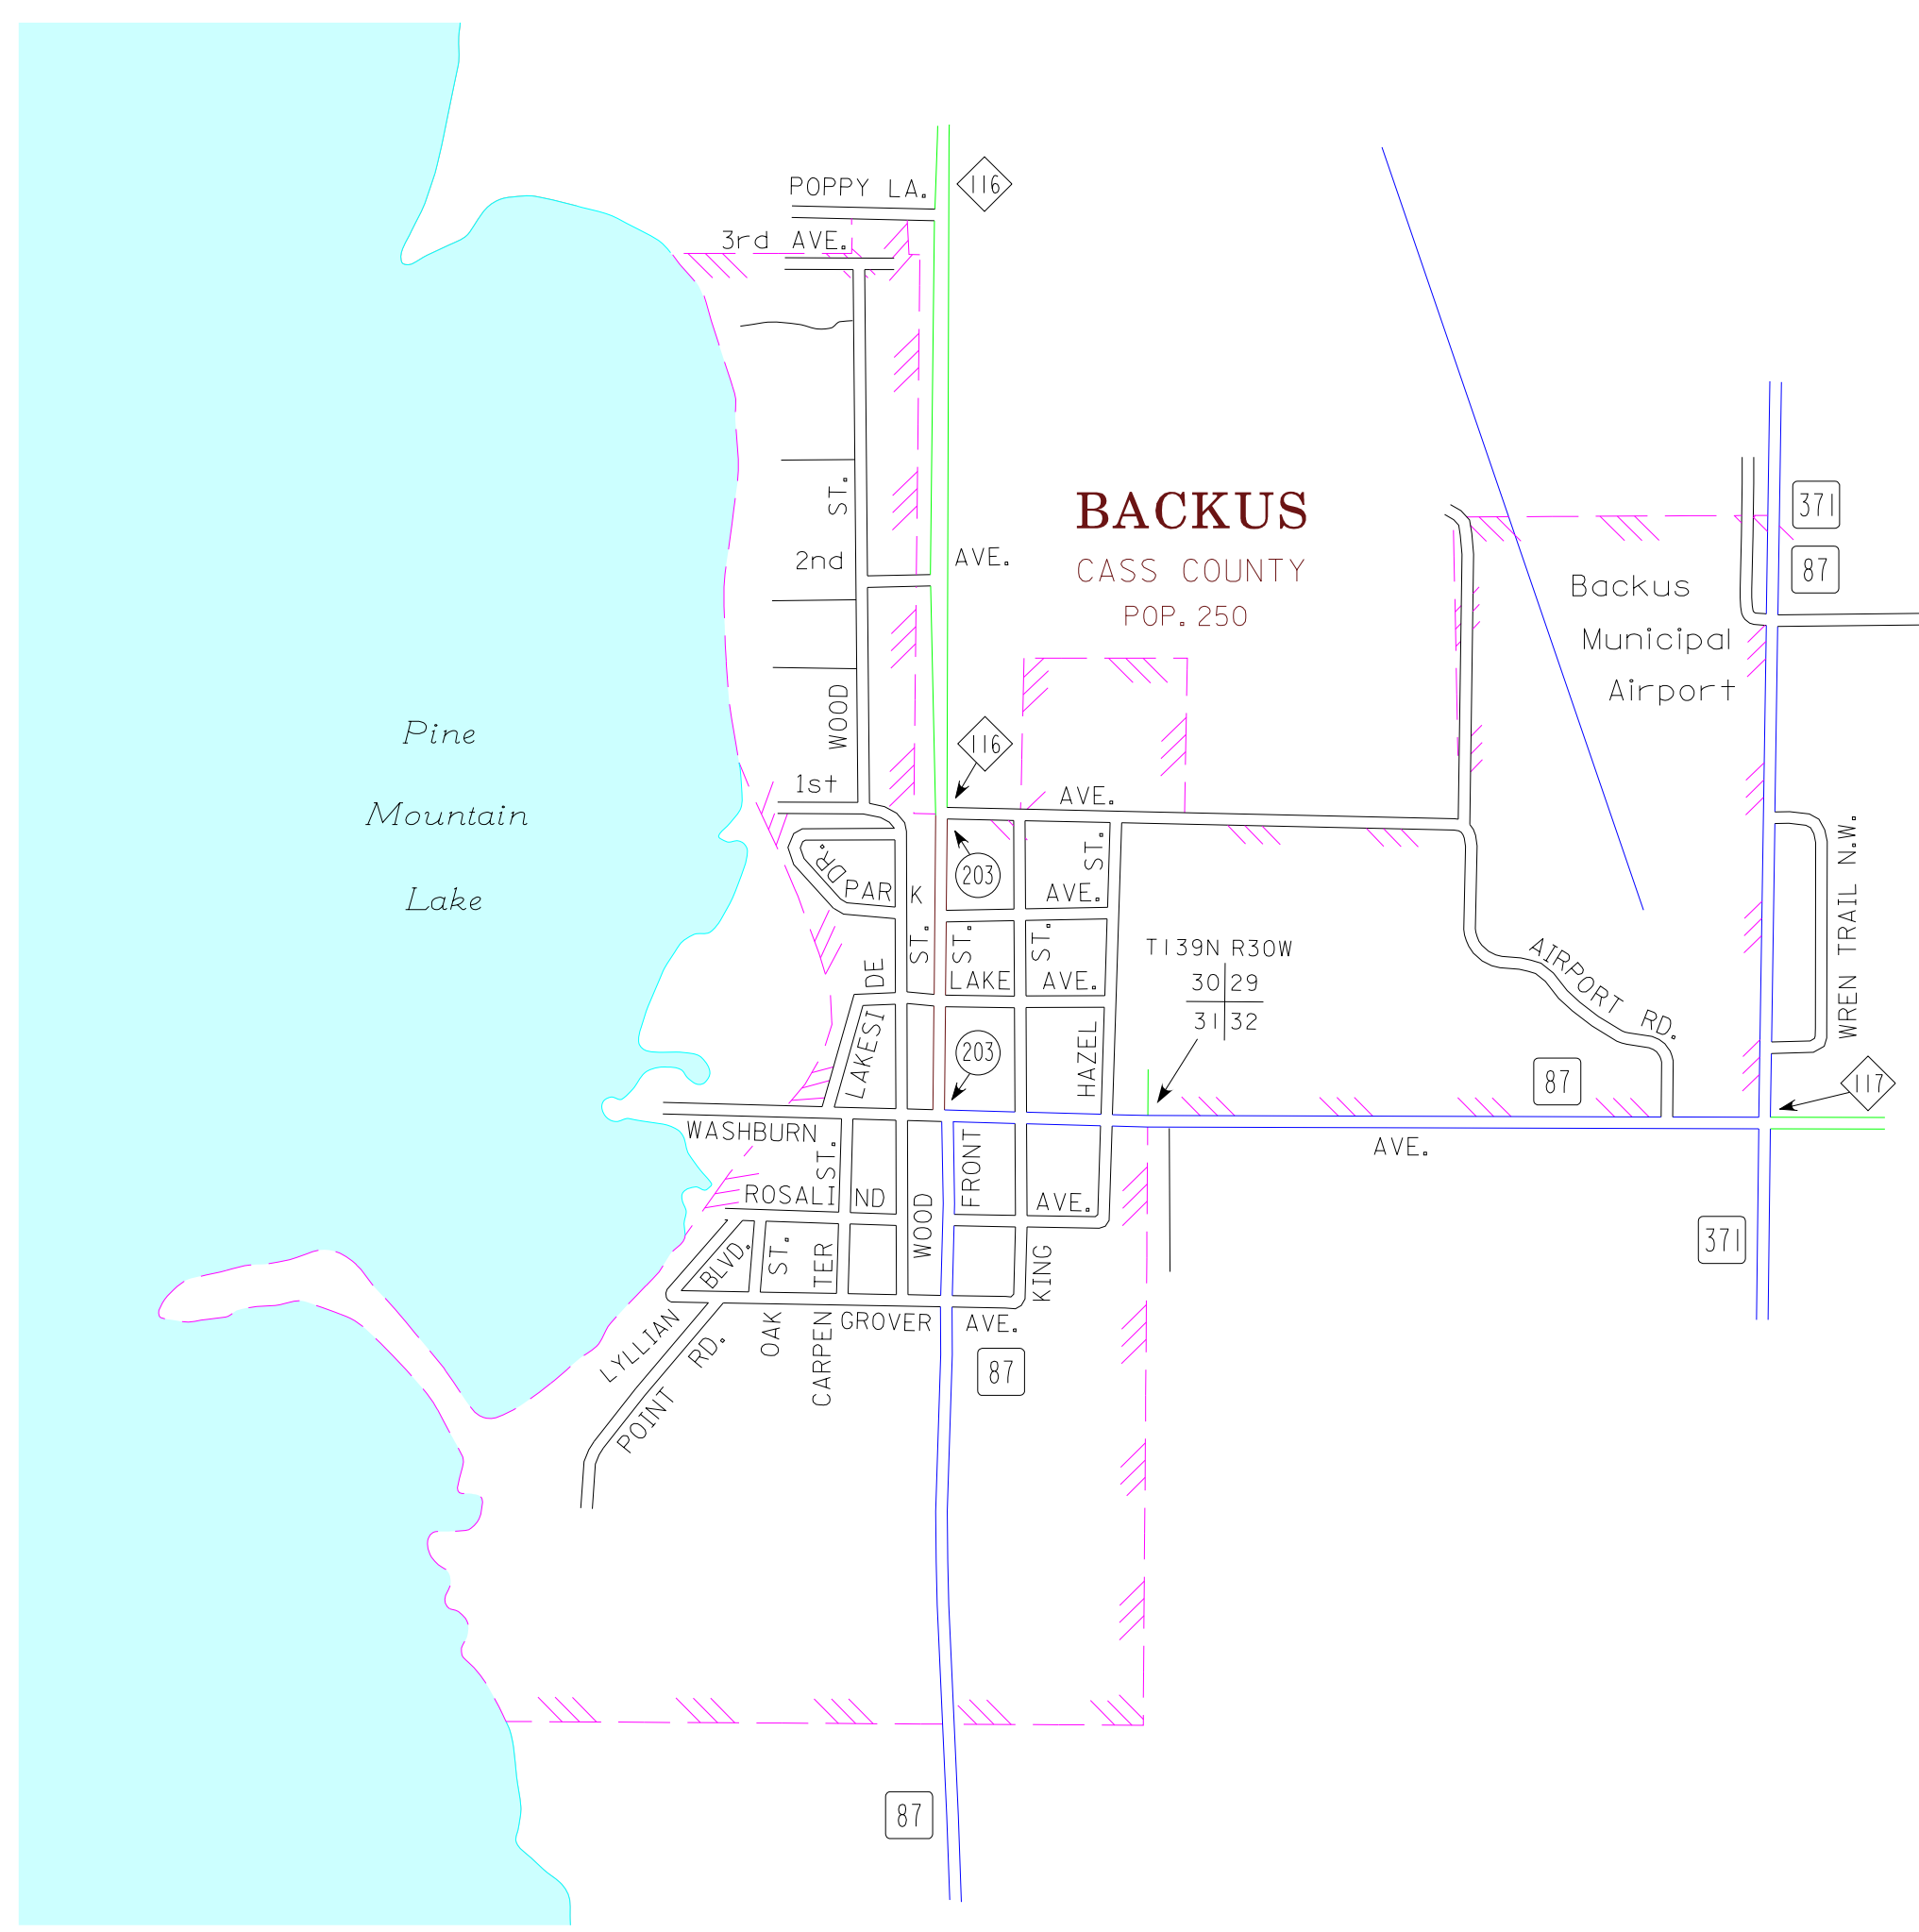 POPPY LA.
116
3rd AVE.
BACKUS
CASS COUNTY
POP. 250
371
87
2nd
AVE.
Backus
Municipal
Airport
WOOD ST.
Pine
Mountain
Lake
116
1st
AVE.
PARK
AVE.
DR.
203
HAZEL ST.
WREN TRAIL N.W.
LAKESIDE
ST.
FRONT ST.
KING ST.
LAKE
AVE.
T139N R30W
30 29
31 32
AIRPORT RD.
203
87
117
WASHBURN
AVE.
ROSALIND
AVE.
WOOD
CARPENTER ST.
OAK ST.
LYLLIAN BLVD.
GROVER
AVE.
POINT RD.
371
87
87